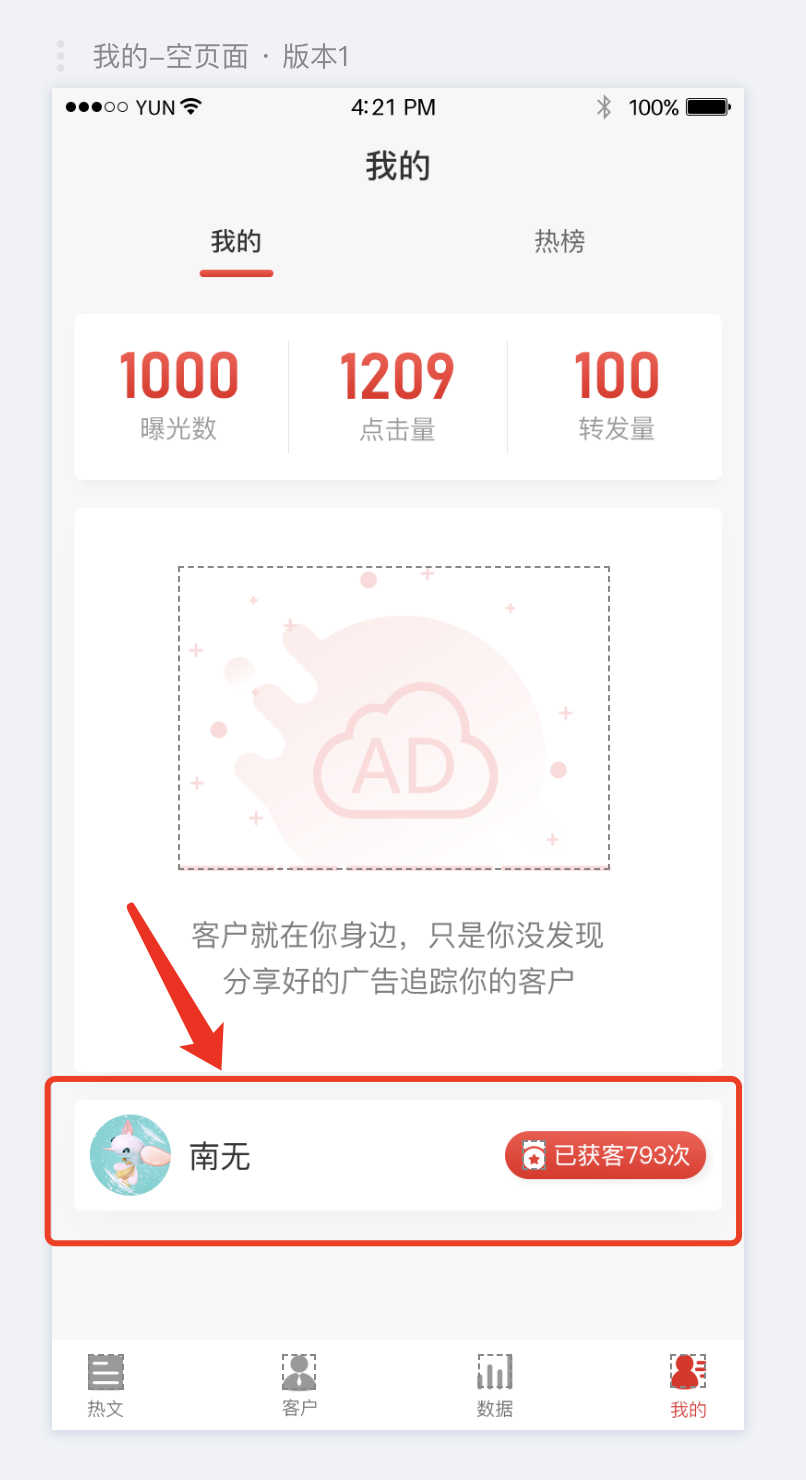 我的-空页面 · 版本1
YUN 4:21 PM 100%
我的
我的 热榜
1000 1209 100
曝光数 点击量 转发量
AD
客户就在你身边，只是你没发现
分享好的广告追踪你的客户
南无 已获客793次
热文 客户 数据 我的